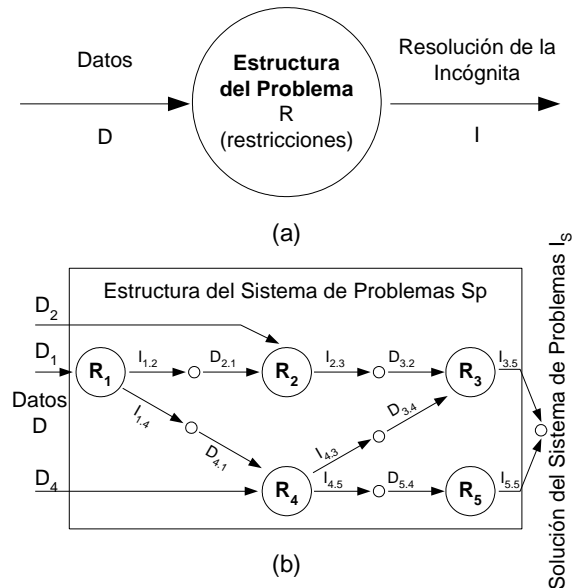 Datos
D
Estructura
del Problema
R
(restricciones)
Resolución de la
Incógnita
I
(a)
Estructura del Sistema de Problemas Sp
D2
D1
Datos
D
D4
R1
I1.2
D2.1
R2
I2.3
D3.2
R3
I3.5
I1.4
D4.1
I4.3
D3.4
R4
I4.5
D5.4
R5
I5.5
Solución del Sistema de Problemas IS
(b)